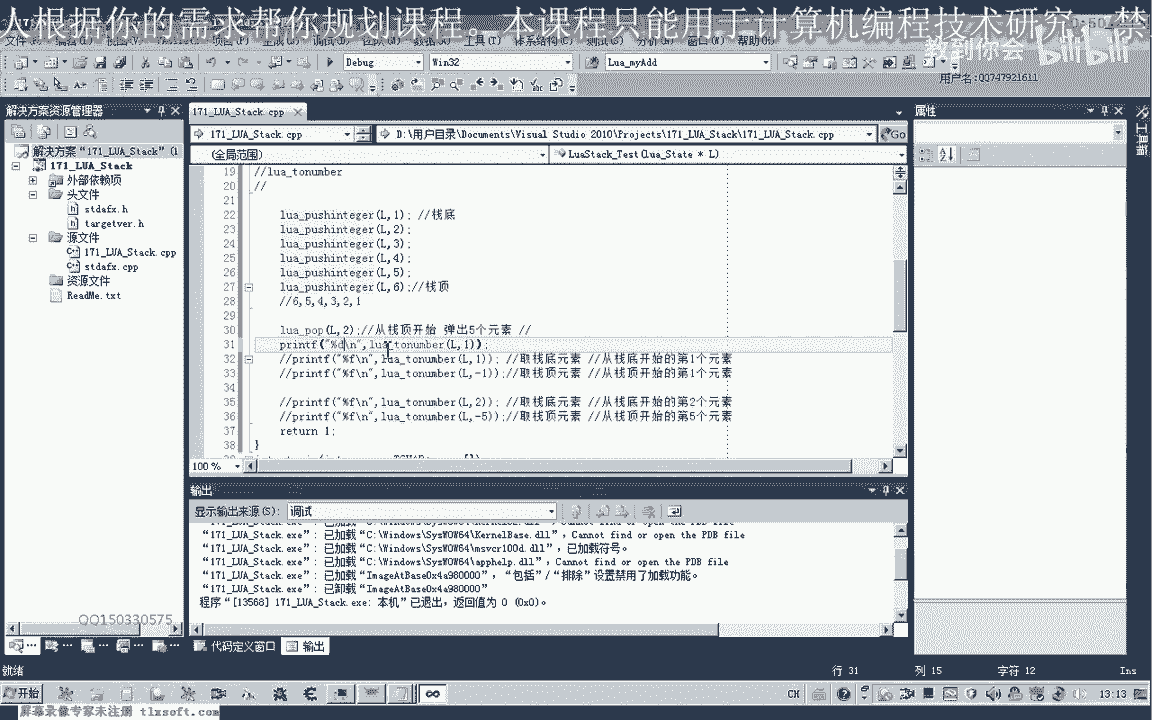 人根据你的需求帮你规划课程。本课程只能用于计算机编程技术研究，禁
教到你会 bilibili
用户名:QQ747921611
Debug Win32 Lua_myAdd
解决方案资源管理器
171_LUA_Stack.cpp
属性
工具箱
171_LUA_Stack.cpp D:\用户目录\Documents\Visual Studio 2010\Projects\171_LUA_Stack\171_LUA_Stack.cpp Go
(全局范围) LuaStack_Test(lua_State * L)
解决方案"171_LUA_Stack" (1
171_LUA_Stack
外部依赖项
头文件
stdafx.h
targetver.h
源文件
171_LUA_Stack.cpp
stdafx.cpp
资源文件
ReadMe.txt
19 //lua_tonumber
20 //
21
22 lua_pushinteger(L,1); //栈底
23 lua_pushinteger(L,2);
24 lua_pushinteger(L,3);
25 lua_pushinteger(L,4);
26 lua_pushinteger(L,5);
27 lua_pushinteger(L,6);//栈顶
28 //6,5,4,3,2,1
29
30 lua_pop(L,2);//从栈顶开始 弹出5个元素 //
31 printf("%d\n",lua_tonumber(L,1));
32 //printf("%f\n",lua_tonumber(L,1)); //取栈底元素 //从栈底开始的第1个元素
33 //printf("%f\n",lua_tonumber(L,-1));//取栈顶元素 //从栈顶开始的第1个元素
34
35 //printf("%f\n",lua_tonumber(L,2)); //取栈底元素 //从栈底开始的第2个元素
36 //printf("%f\n",lua_tonumber(L,-5));//取栈顶元素 //从栈顶开始的第5个元素
37 return 1;
38 }
100 %
输出
显示输出来源(S): 调试
"171_LUA_Stack.exe": 已加载"C:\Windows\SysWOW64\KernelBase.dll"，Cannot find or open the PDB file
"171_LUA_Stack.exe": 已加载"C:\Windows\SysWOW64\msvcr100d.dll"，已加载符号。
"171_LUA_Stack.exe": 已加载"C:\Windows\SysWOW64\apphelp.dll"，Cannot find or open the PDB file
"171_LUA_Stack.exe": 已加载"ImageAtBase0x4a980000"，"包括"/"排除"设置禁用了加载功能。
"171_LUA_Stack.exe": 已卸载"ImageAtBase0x4a980000"
程序"[13568] 171_LUA_Stack.exe: 本机"已退出，返回值为 0 (0x0)。
QQ150330575
代码定义窗口 输出
就绪 行 31 列 15 字符 12 Ins
开始 CH 13:13
屏幕录像专家未注册 tlxsoft.com